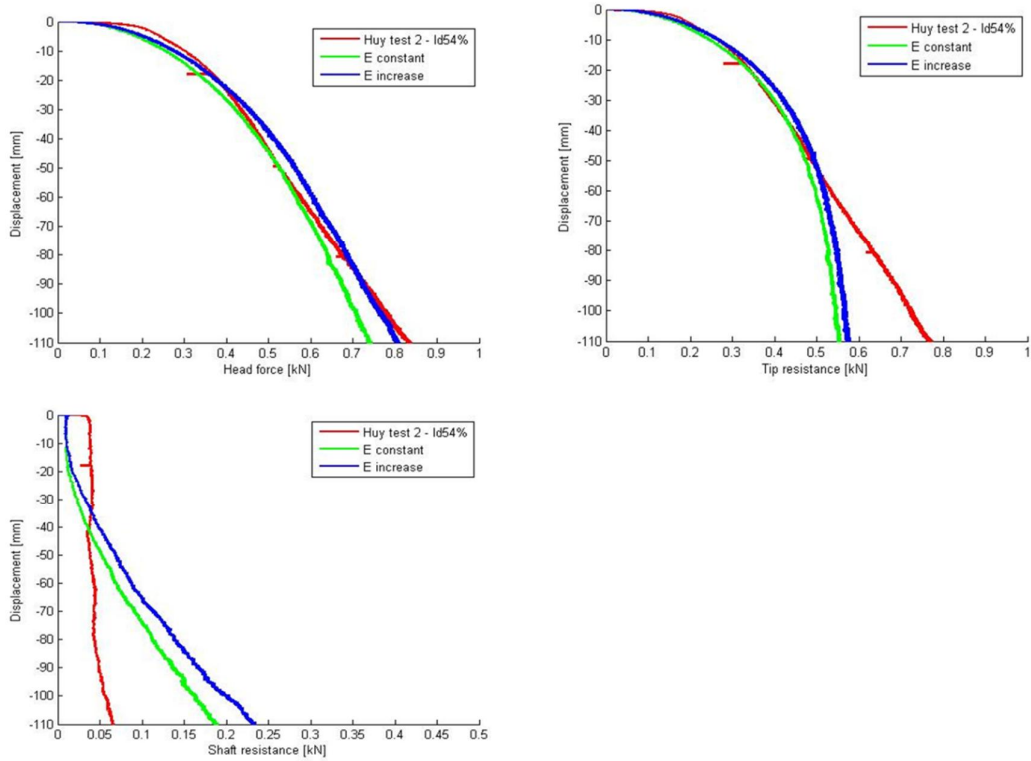 0
-10
-20
-30
-40
-50
-60
-70
-80
-90
-100
-110
Displacement [mm]
0 0.1 0.2 0.3 0.4 0.5 0.6 0.7 0.8 0.9 1
Head force [kN]
Huy test 2 - Id54%
E constant
E increase
0
-10
-20
-30
-40
-50
-60
-70
-80
-90
-100
-110
Displacement [mm]
0 0.1 0.2 0.3 0.4 0.5 0.6 0.7 0.8 0.9 1
Tip resistance [kN]
Huy test 2 - Id54%
E constant
E increase
0
-10
-20
-30
-40
-50
-60
-70
-80
-90
-100
-110
Displacement [mm]
0 0.05 0.1 0.15 0.2 0.25 0.3 0.35 0.4 0.45 0.5
Shaft resistance [kN]
Huy test 2 - Id54%
E constant
E increase